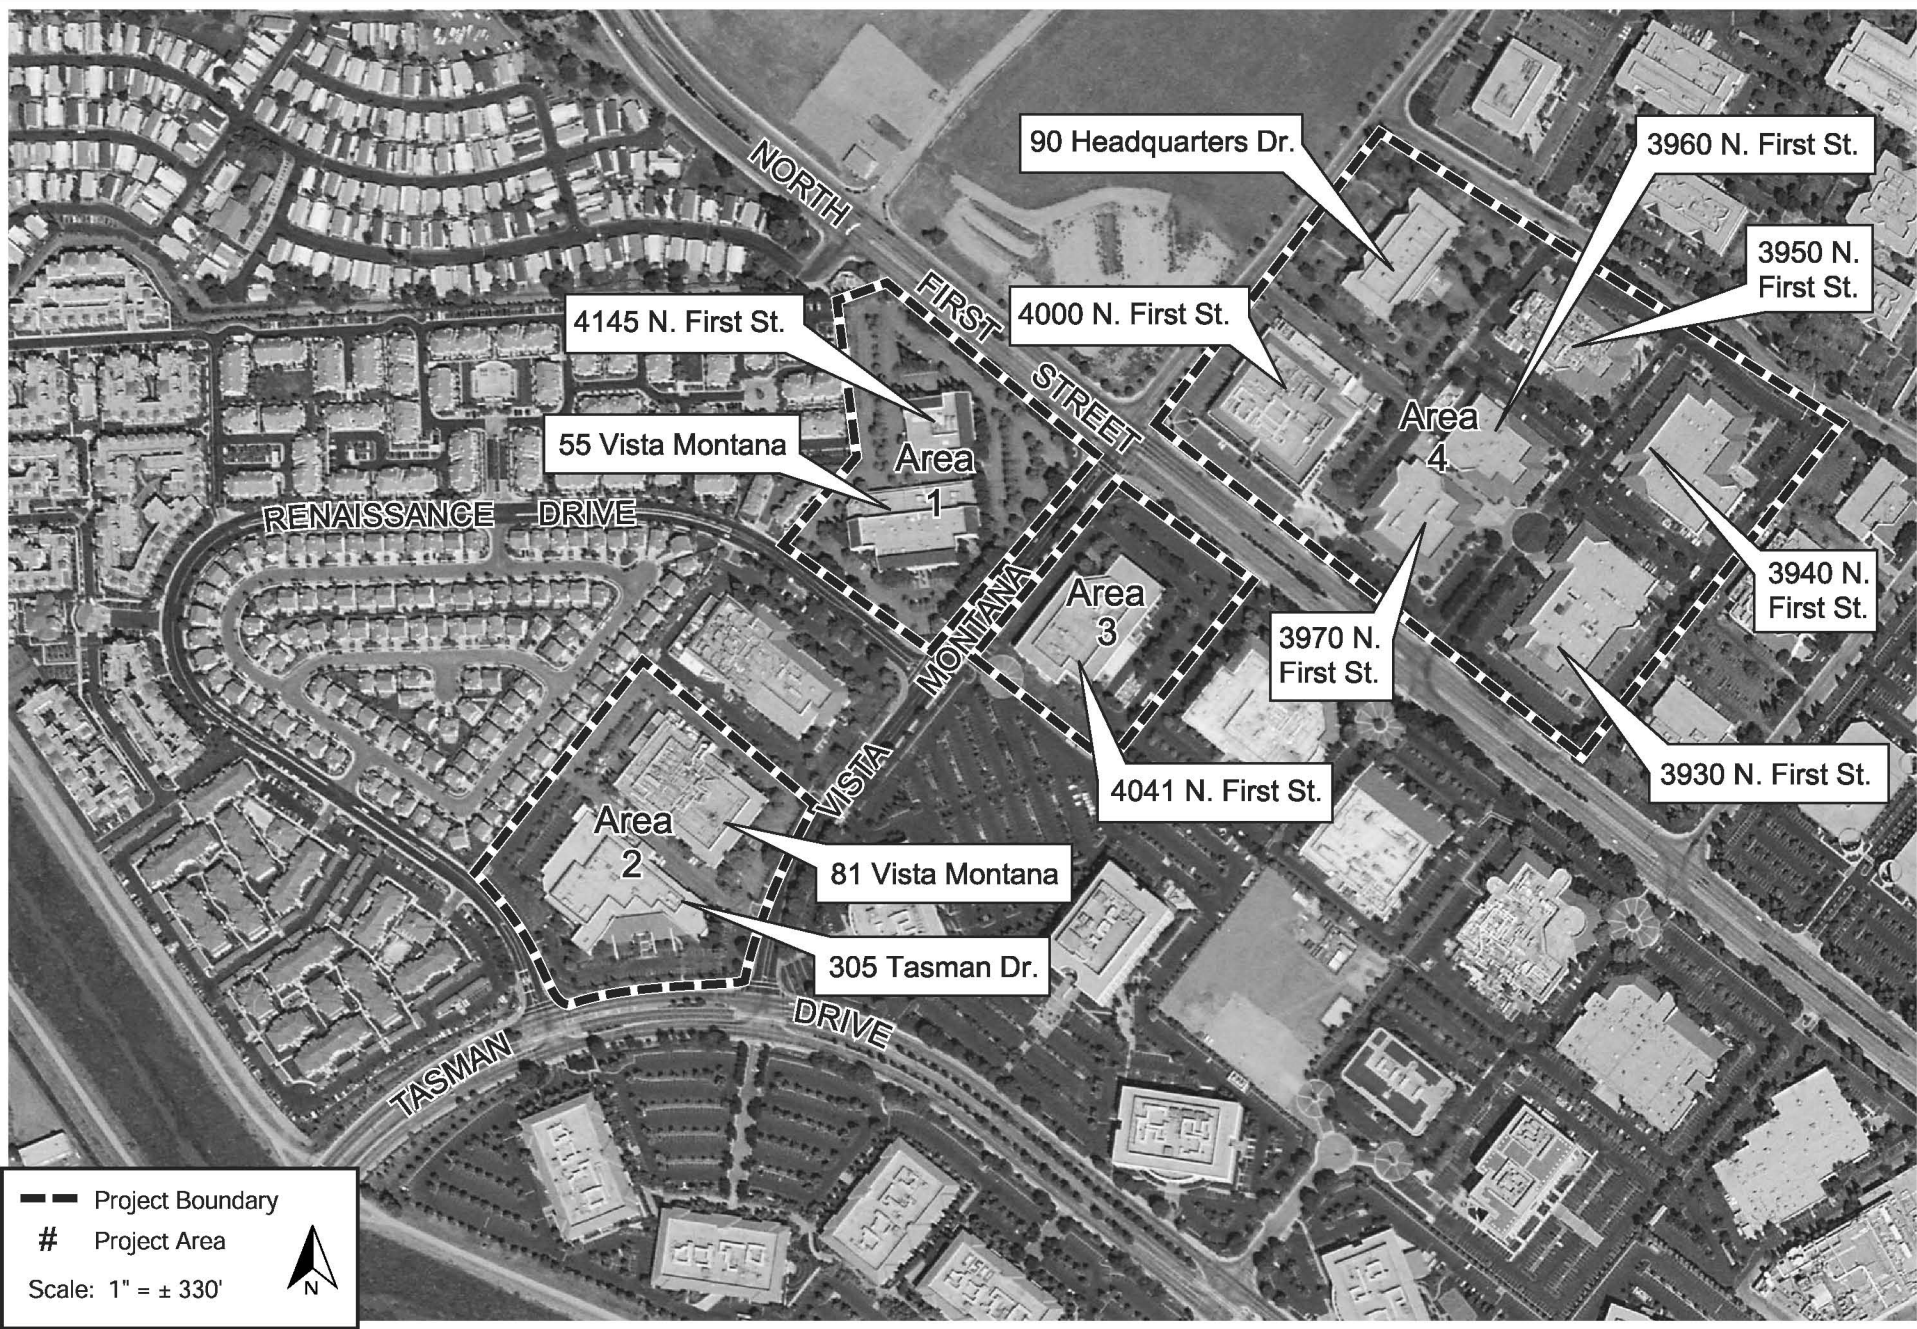 90 Headquarters Dr.
3960 N. First St.
NORTH
3950 N.
First St.
FIRST
4145 N. First St.
4000 N. First St.
STREET
Area
4
55 Vista Montana
Area
1
RENAISSANCE DRIVE
3940 N.
First St.
MONTANA
Area
3
3970 N.
First St.
VISTA
3930 N. First St.
4041 N. First St.
Area
2
81 Vista Montana
305 Tasman Dr.
DRIVE
TASMAN
Project Boundary
# Project Area
Scale: 1" = ± 330'
N